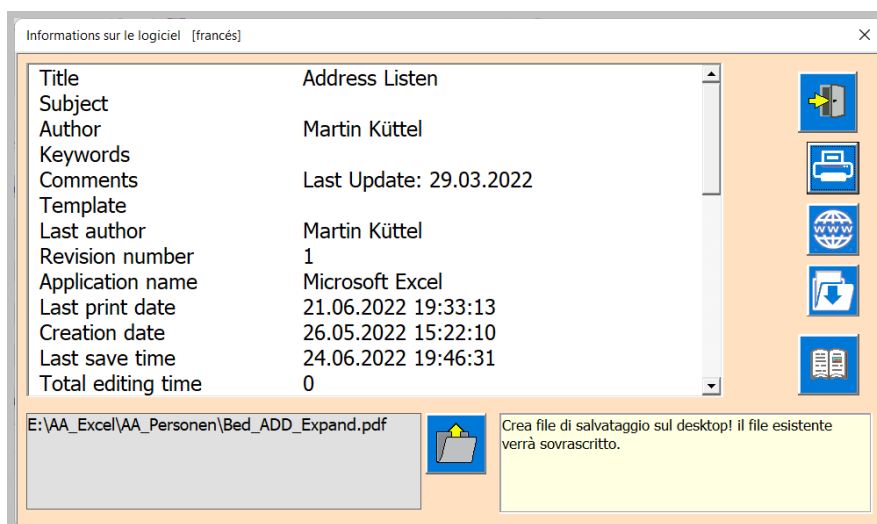 Informations sur le logiciel [francés]
Title Address Listen
Subject
Author Martin Küttel
Keywords
Comments Last Update: 29.03.2022
Template
Last author Martin Küttel
Revision number 1
Application name Microsoft Excel
Last print date 21.06.2022 19:33:13
Creation date 26.05.2022 15:22:10
Last save time 24.06.2022 19:46:31
Total editing time 0
WWW
E:\AA_Excel\AA_Personen\Bed_ADD_Expand.pdf
Crea file di salvataggio sul desktop! il file esistente
verrà sovrascritto.